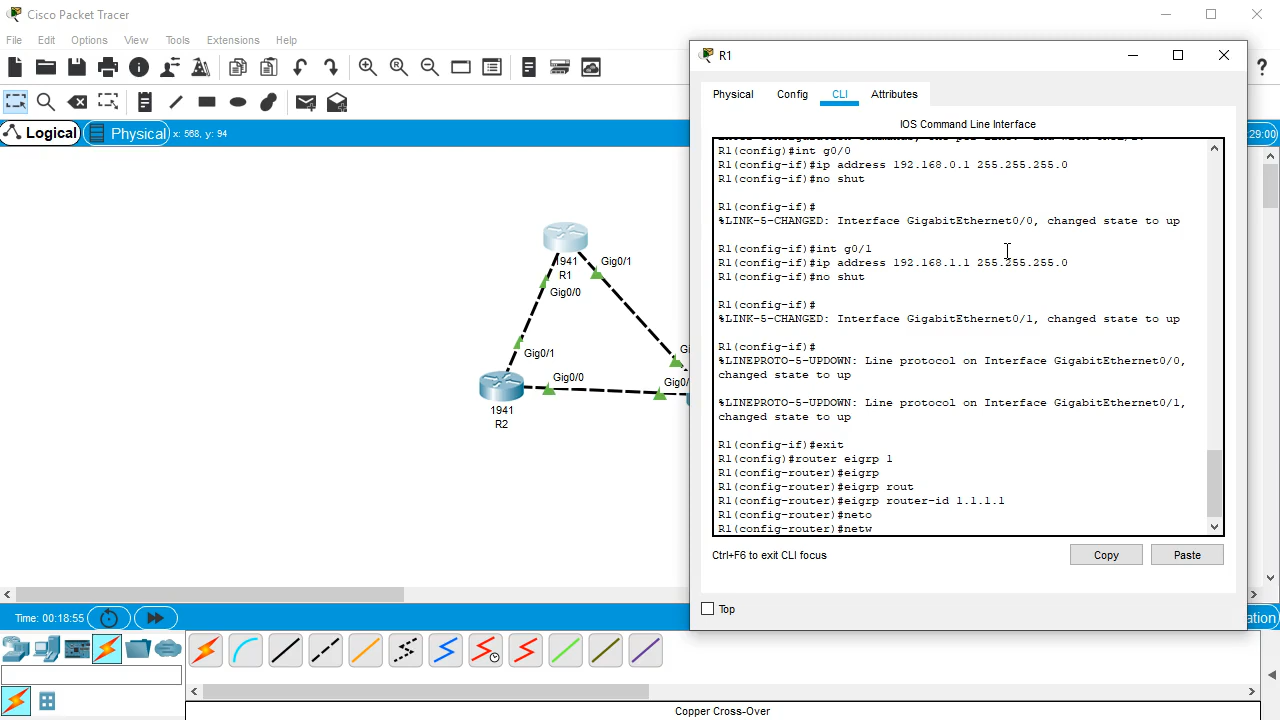 Cisco Packet Tracer
File Edit Options View Tools Extensions Help
Logical
Physical
x: 568, y: 94
29:00
1941
R1
Gig0/1
Gig0/0
Gig0/1
Gig0/0
Gig0/
1941
R2
R1
Physical Config CLI Attributes
IOS Command Line Interface
R1(config)#int g0/0
R1(config-if)#ip address 192.168.0.1 255.255.255.0
R1(config-if)#no shut
R1(config-if)#
%LINK-5-CHANGED: Interface GigabitEthernet0/0, changed state to up
R1(config-if)#int g0/1
R1(config-if)#ip address 192.168.1.1 255.255.255.0
R1(config-if)#no shut
R1(config-if)#
%LINK-5-CHANGED: Interface GigabitEthernet0/1, changed state to up
R1(config-if)#
%LINEPROTO-5-UPDOWN: Line protocol on Interface GigabitEthernet0/0,
changed state to up
%LINEPROTO-5-UPDOWN: Line protocol on Interface GigabitEthernet0/1,
changed state to up
R1(config-if)#exit
R1(config)#router eigrp 1
R1(config-router)#eigrp
R1(config-router)#eigrp rout
R1(config-router)#eigrp router-id 1.1.1.1
R1(config-router)#neto
R1(config-router)#netw
Ctrl+F6 to exit CLI focus
Copy
Paste
Top
Time: 00:18:55
ation
Copper Cross-Over